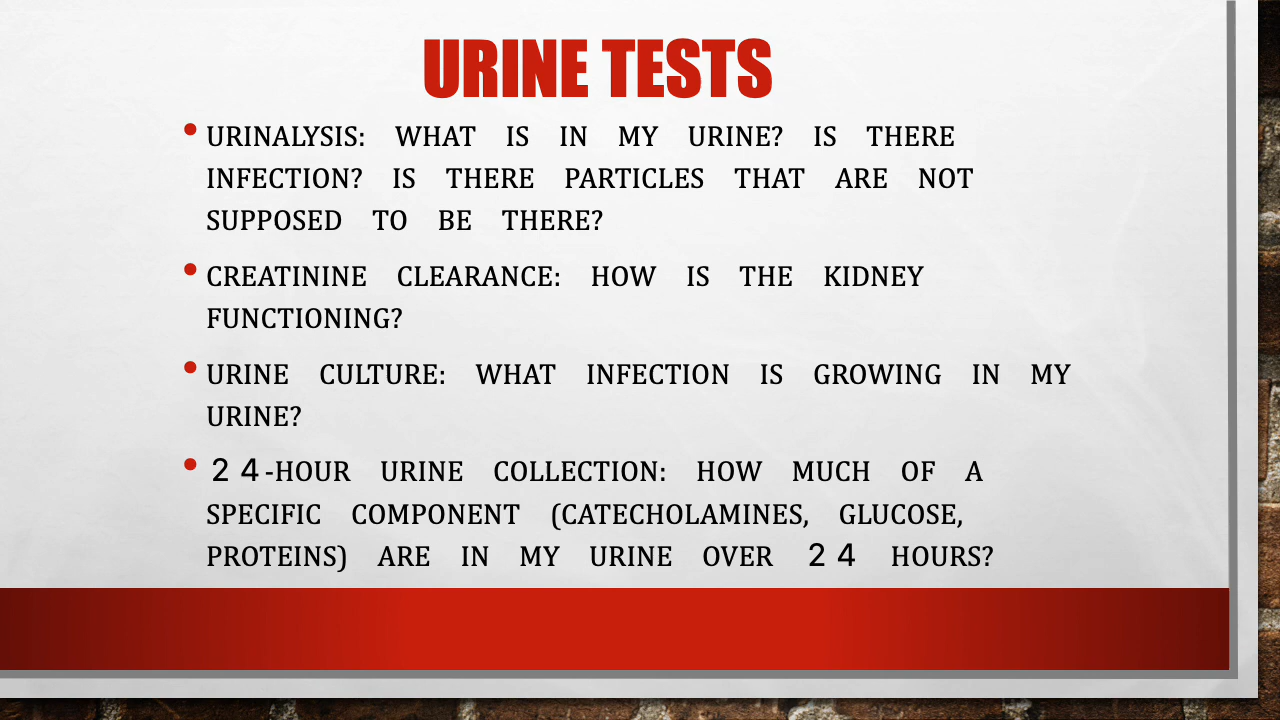 URINE TESTS
• URINALYSIS: WHAT IS IN MY URINE? IS THERE
INFECTION? IS THERE PARTICLES THAT ARE NOT
SUPPOSED TO BE THERE?
• CREATININE CLEARANCE: HOW IS THE KIDNEY
FUNCTIONING?
• URINE CULTURE: WHAT INFECTION IS GROWING IN MY
URINE?
• 24-HOUR URINE COLLECTION: HOW MUCH OF A
SPECIFIC COMPONENT (CATECHOLAMINES, GLUCOSE,
PROTEINS) ARE IN MY URINE OVER 24 HOURS?